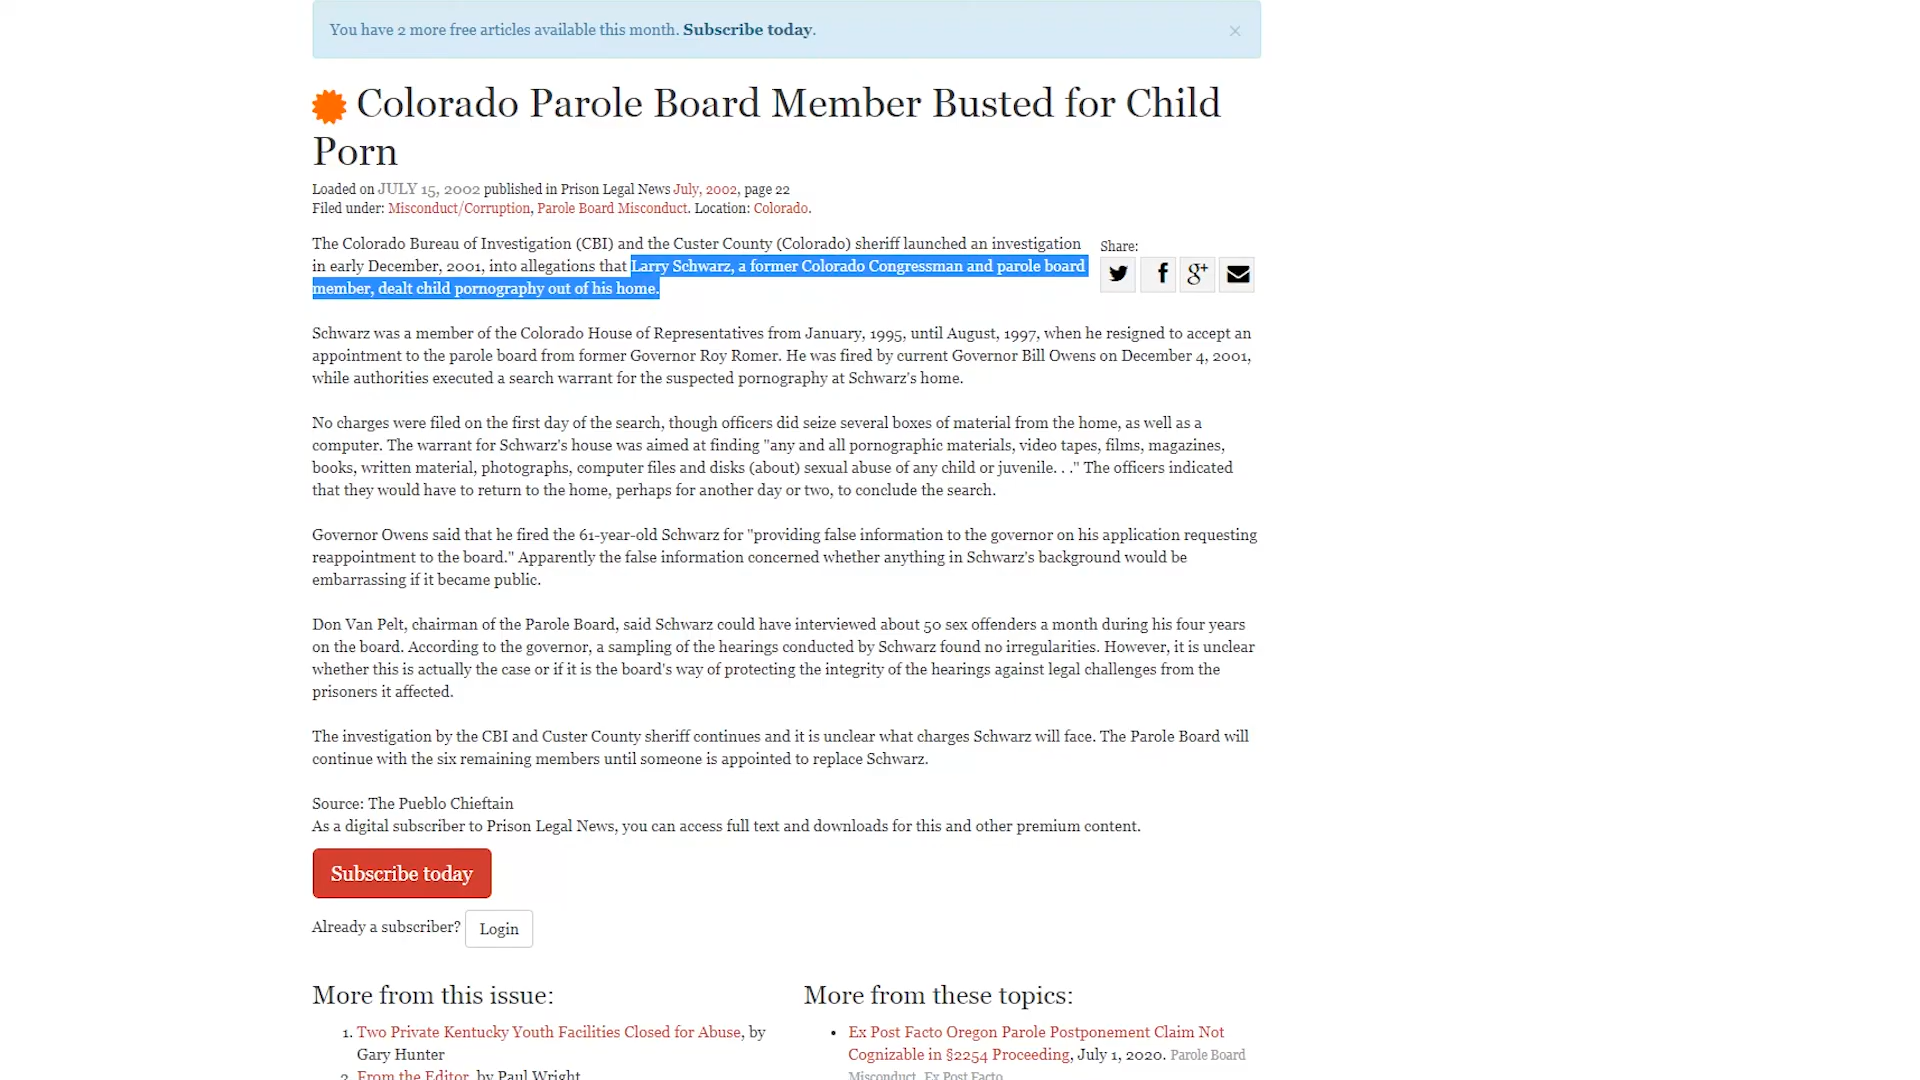 You have 2 more free articles available this month. Subscribe today.
×
Colorado Parole Board Member Busted for Child
Porn
Loaded on JULY 15, 2002 published in Prison Legal News July, 2002, page 22
Filed under: Misconduct/Corruption, Parole Board Misconduct. Location: Colorado.
The Colorado Bureau of Investigation (CBI) and the Custer County (Colorado) sheriff launched an investigation
in early December, 2001, into allegations that Larry Schwarz, a former Colorado Congressman and parole board
member, dealt child pornography out of his home.
Share:
Schwarz was a member of the Colorado House of Representatives from January, 1995, until August, 1997, when he resigned to accept an
appointment to the parole board from former Governor Roy Romer. He was fired by current Governor Bill Owens on December 4, 2001,
while authorities executed a search warrant for the suspected pornography at Schwarz's home.
No charges were filed on the first day of the search, though officers did seize several boxes of material from the home, as well as a
computer. The warrant for Schwarz's house was aimed at finding "any and all pornographic materials, video tapes, films, magazines,
books, written material, photographs, computer files and disks (about) sexual abuse of any child or juvenile. . ." The officers indicated
that they would have to return to the home, perhaps for another day or two, to conclude the search.
Governor Owens said that he fired the 61-year-old Schwarz for "providing false information to the governor on his application requesting
reappointment to the board." Apparently the false information concerned whether anything in Schwarz's background would be
embarrassing if it became public.
Don Van Pelt, chairman of the Parole Board, said Schwarz could have interviewed about 50 sex offenders a month during his four years
on the board. According to the governor, a sampling of the hearings conducted by Schwarz found no irregularities. However, it is unclear
whether this is actually the case or if it is the board's way of protecting the integrity of the hearings against legal challenges from the
prisoners it affected.
The investigation by the CBI and Custer County sheriff continues and it is unclear what charges Schwarz will face. The Parole Board will
continue with the six remaining members until someone is appointed to replace Schwarz.
Source: The Pueblo Chieftain
As a digital subscriber to Prison Legal News, you can access full text and downloads for this and other premium content.
Subscribe today
Already a subscriber? Login
More from this issue:
1. Two Private Kentucky Youth Facilities Closed for Abuse, by
Gary Hunter
2. From the Editor, by Paul Wright
More from these topics:
• Ex Post Facto Oregon Parole Postponement Claim Not
Cognizable in §2254 Proceeding, July 1, 2020. Parole Board
Misconduct, Ex Post Facto